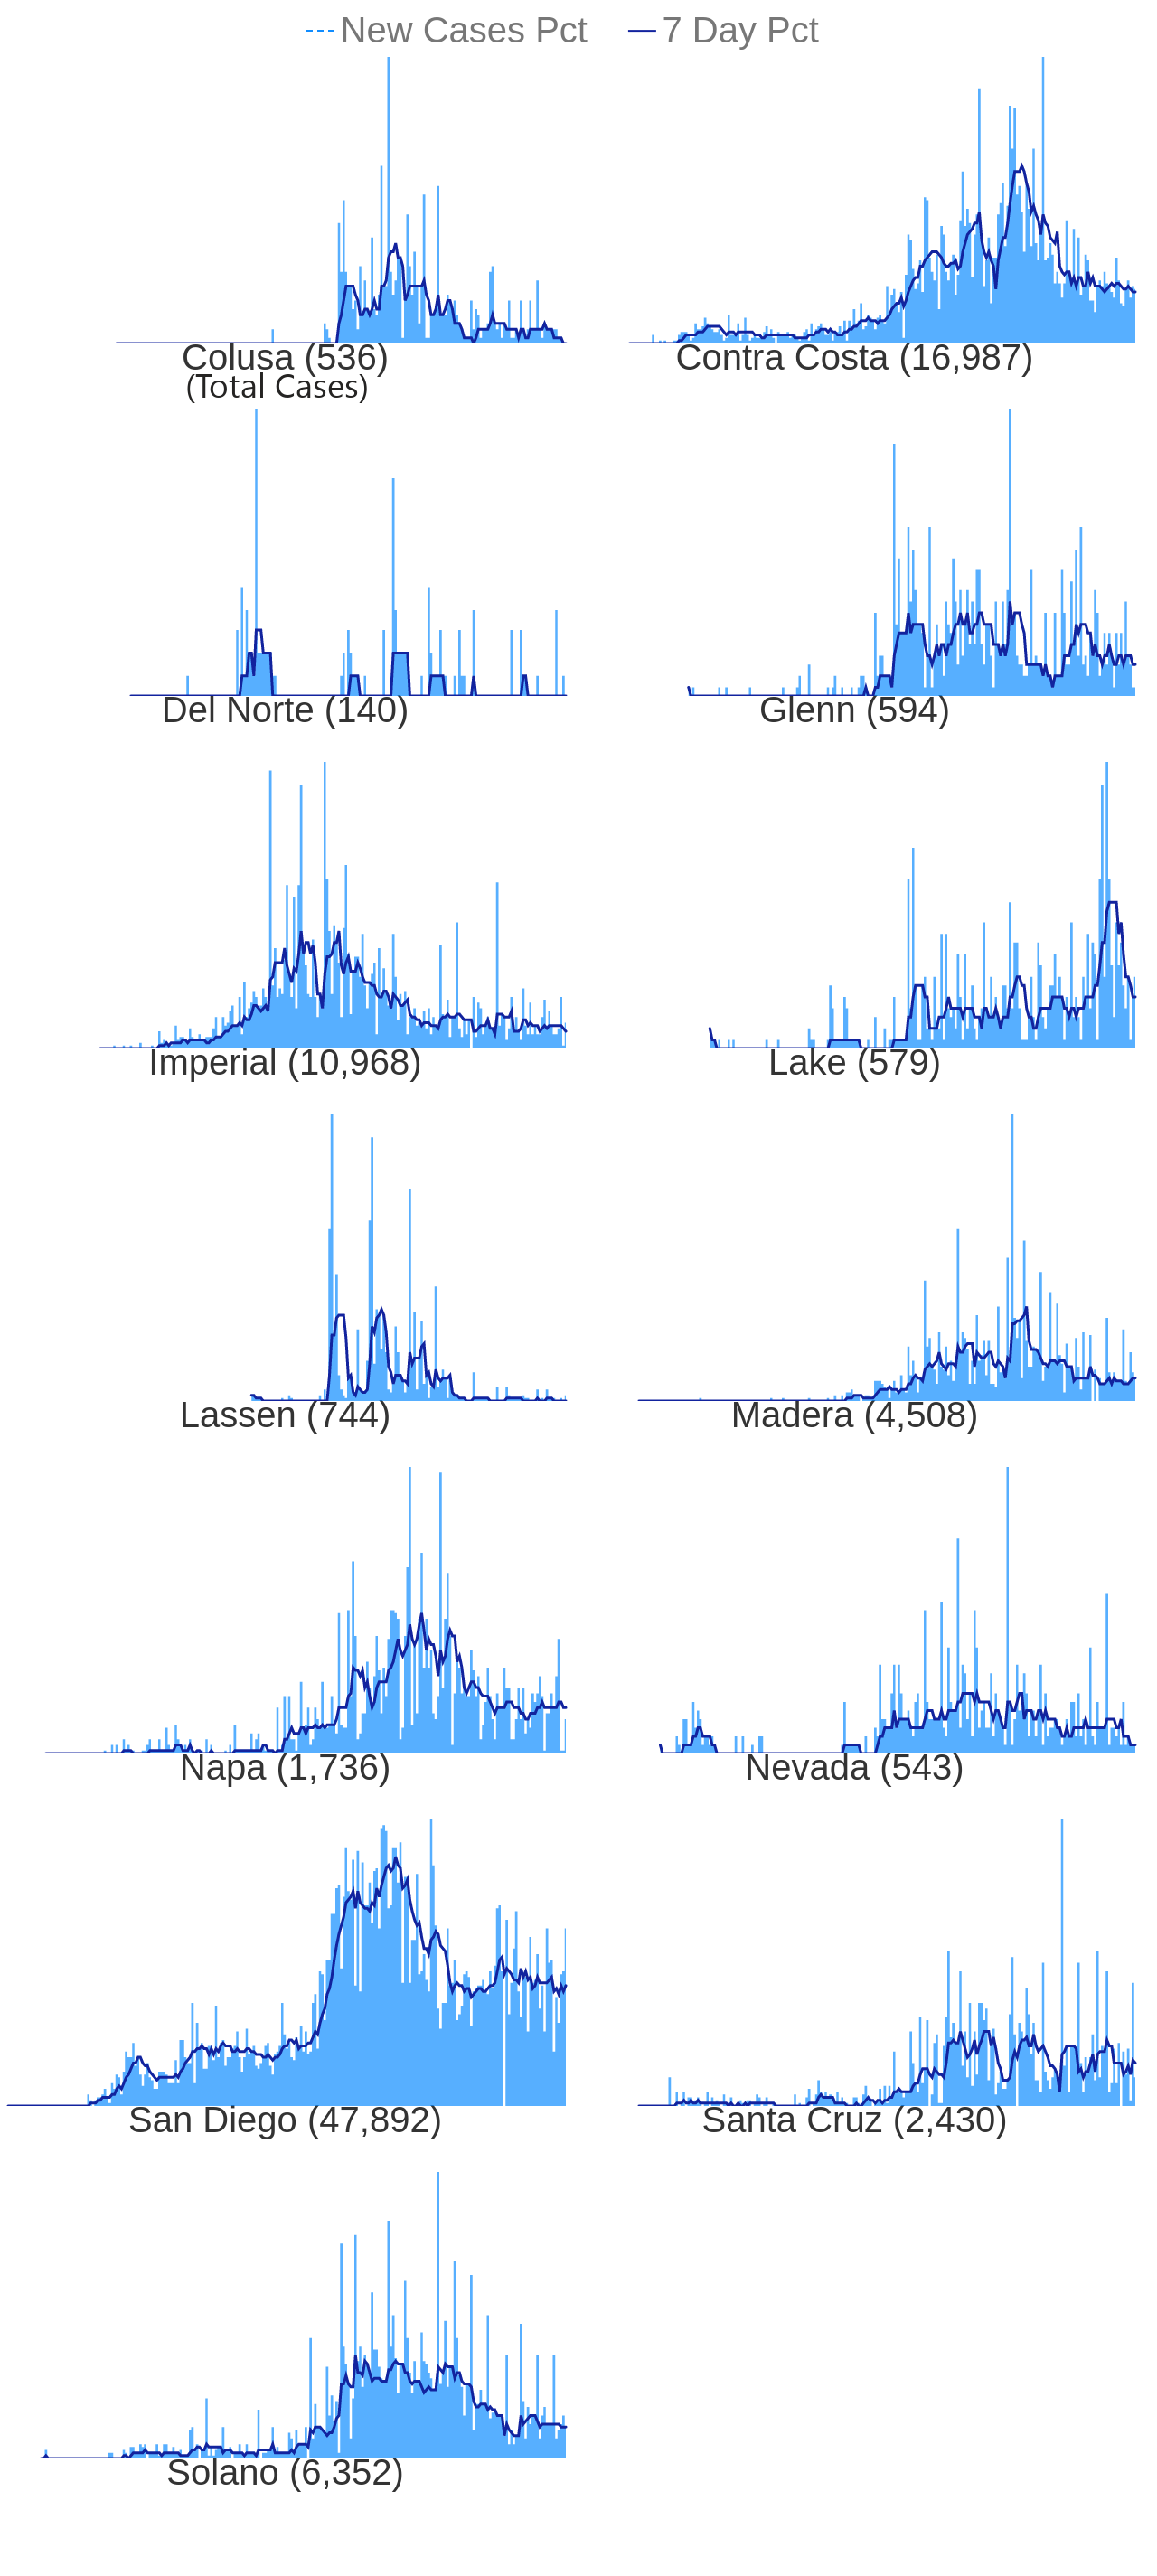 New Cases Pct 7 Day Pct
Colusa (536) Contra Costa (16,987)
(Total Cases)
Del Norte (140) Glenn (594)
Imperial (10,968) Lake (579)
Lassen (744) Madera (4,508)
Napa (1,736) Nevada (543)
San Diego (47,892) Santa Cruz (2,430)
Solano (6,352)